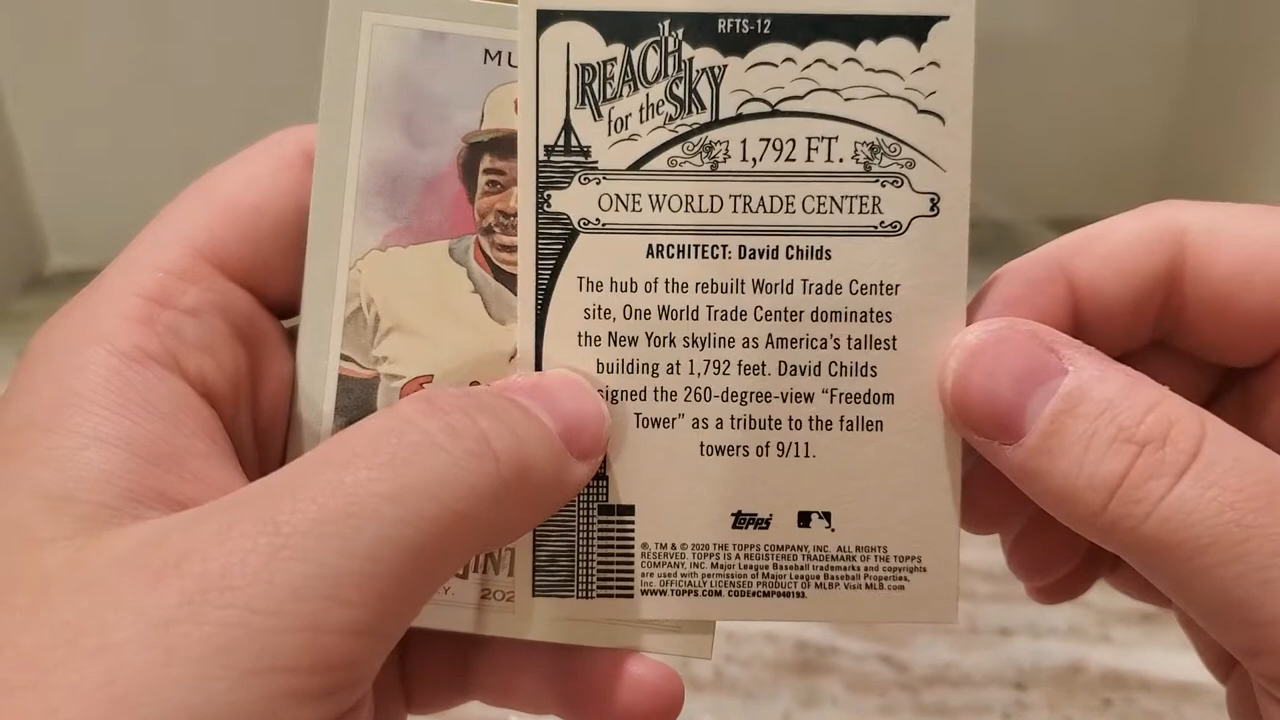 RFTS-12
REACH
for the SKY
1,792 FT.
ONE WORLD TRADE CENTER
ARCHITECT: David Childs
The hub of the rebuilt World Trade Center
site, One World Trade Center dominates
the New York skyline as America's tallest
building at 1,792 feet. David Childs
signed the 260-degree-view “Freedom
Tower” as a tribute to the fallen
towers of 9/11.
Topps
®, TM & © 2020 THE TOPPS COMPANY, INC. ALL RIGHTS
RESERVED. TOPPS IS A REGISTERED TRADEMARK OF THE TOPPS
COMPANY, INC. Major League Baseball trademarks and copyrights
are used with permission of Major League Baseball Properties,
Inc. OFFICIALLY LICENSED PRODUCT OF MLBP. Visit MLB.com
WWW.TOPPS.COM. CODE#CMP040193.
MU
INT
Y. 202